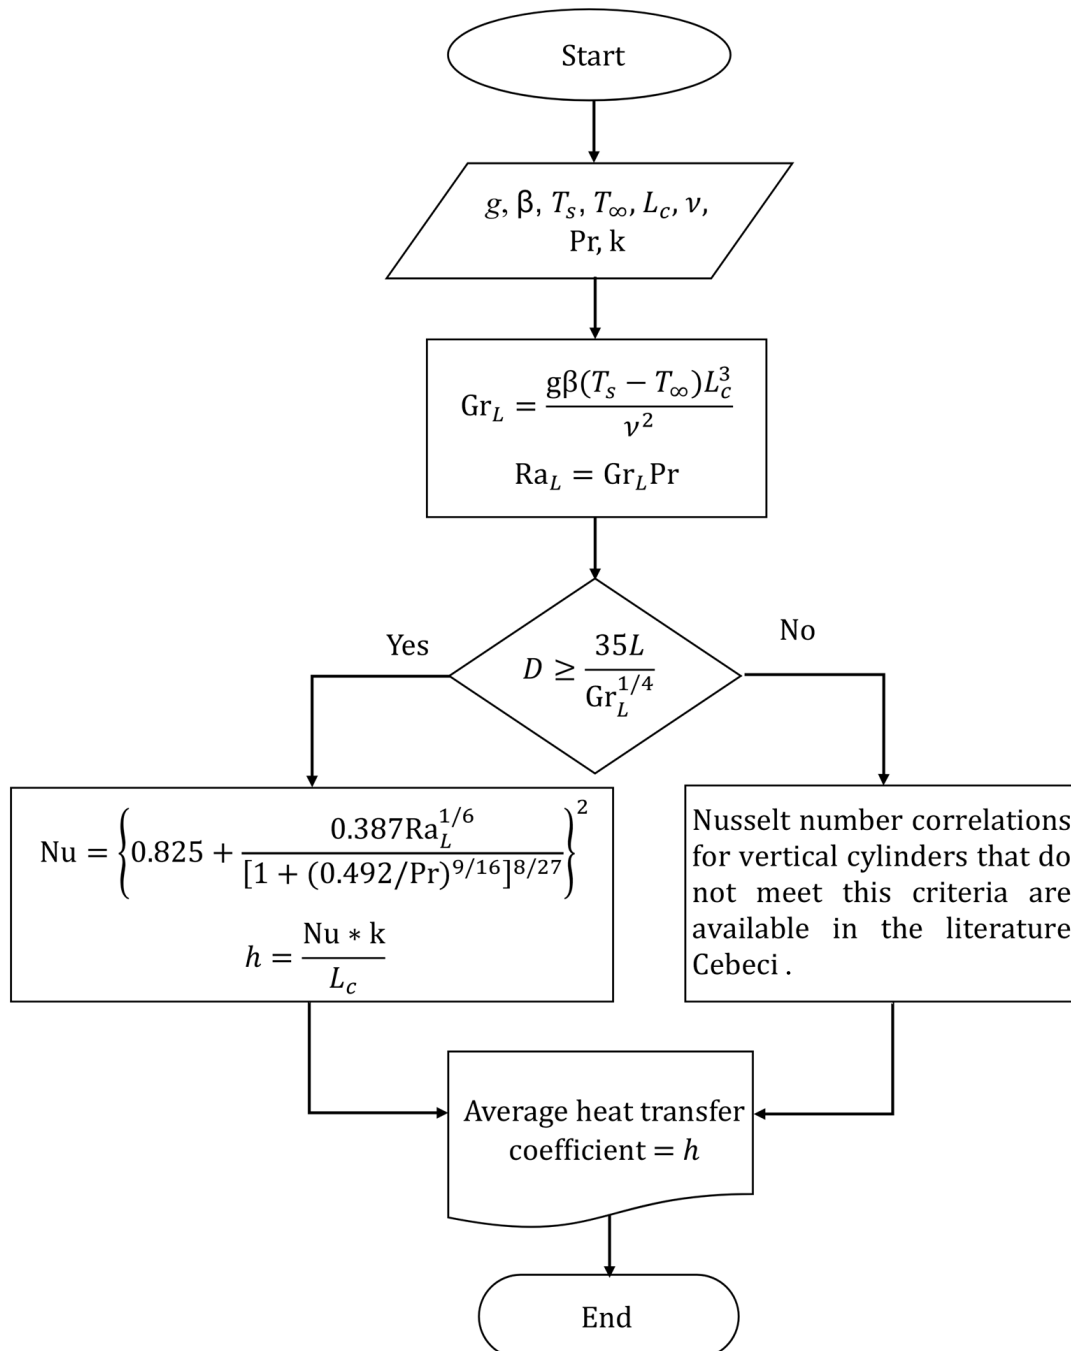 Start
g, β, T_s, T_∞, L_c, ν,
Pr, k
Gr_L = gβ(T_s − T_∞)L_c^3 / ν^2
Ra_L = Gr_L Pr
Yes
D ≥ 35L / Gr_L^{1/4}
No
Nu = {0.825 + 0.387Ra_L^{1/6} / [1 + (0.492/Pr)^{9/16}]^{8/27}}^2
h = Nu * k / L_c
Nusselt number correlations
for vertical cylinders that do
not meet this criteria are
available in the literature
Cebeci .
Average heat transfer
coefficient = h
End